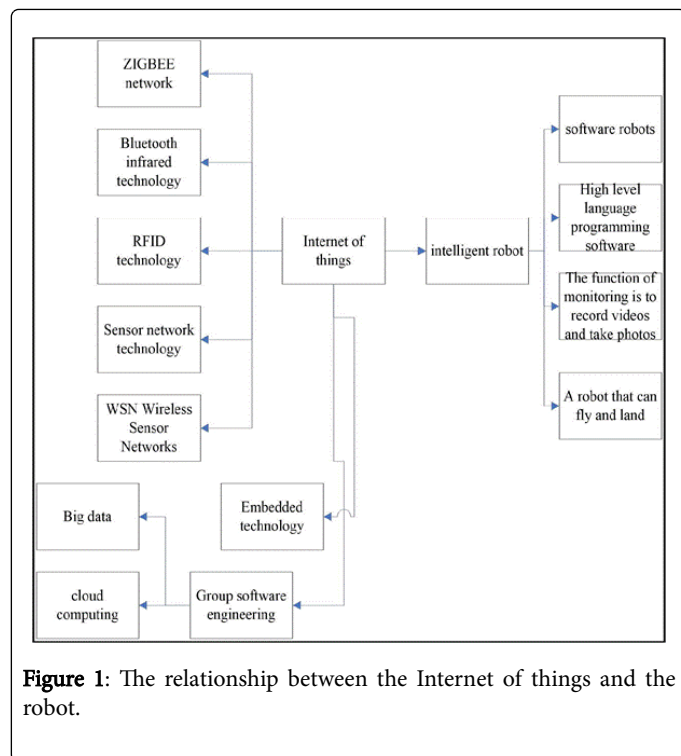 ZIGBEE
network
Bluetooth
infrared
technology
RFID
technology
Sensor network
technology
WSN Wireless
Sensor
Networks
Internet of
things
intelligent robot
software robots
High level
language
programming
software
The function of
monitoring is to
record videos
and take photos
A robot that can
fly and land
Big data
Embedded
technology
cloud
computing
Group software
engineering
Figure 1: The relationship between the Internet of things and the
robot.